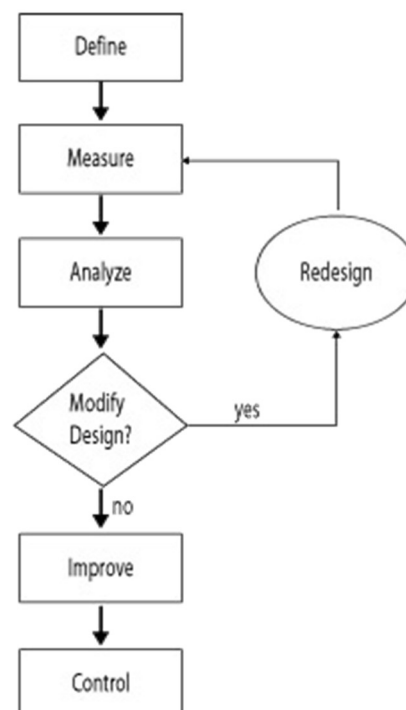 Define
Measure
Analyze
Redesign
Modify
Design?
yes
no
Improve
Control